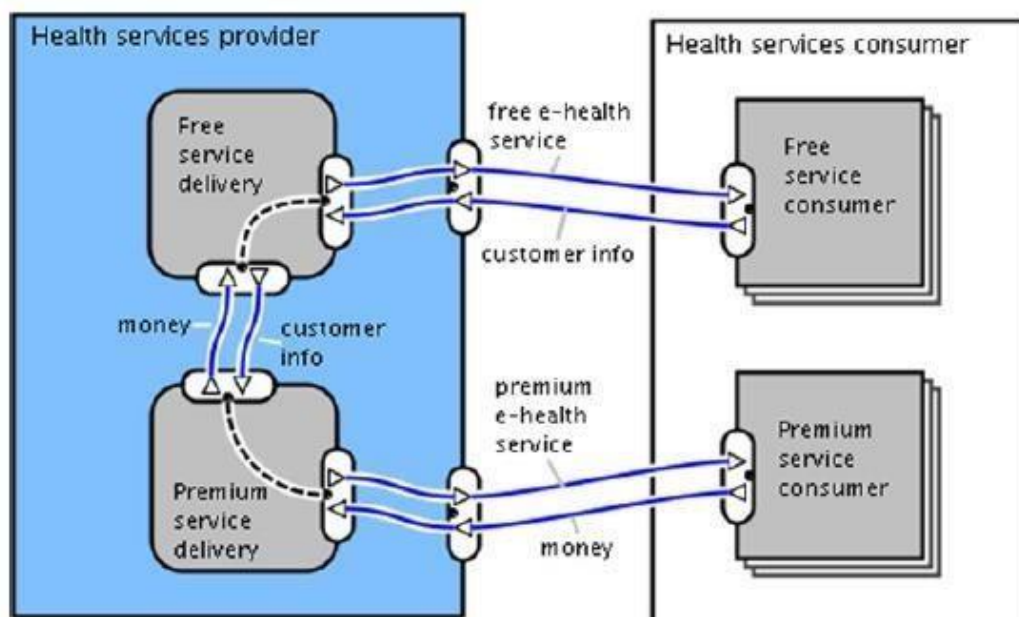 Health services provider
Health services consumer
Free
service
delivery
free e-health
service
Free
service
consumer
customer info
money
customer
info
premium
e-health
service
Premium
service
consumer
Premium
service
delivery
money